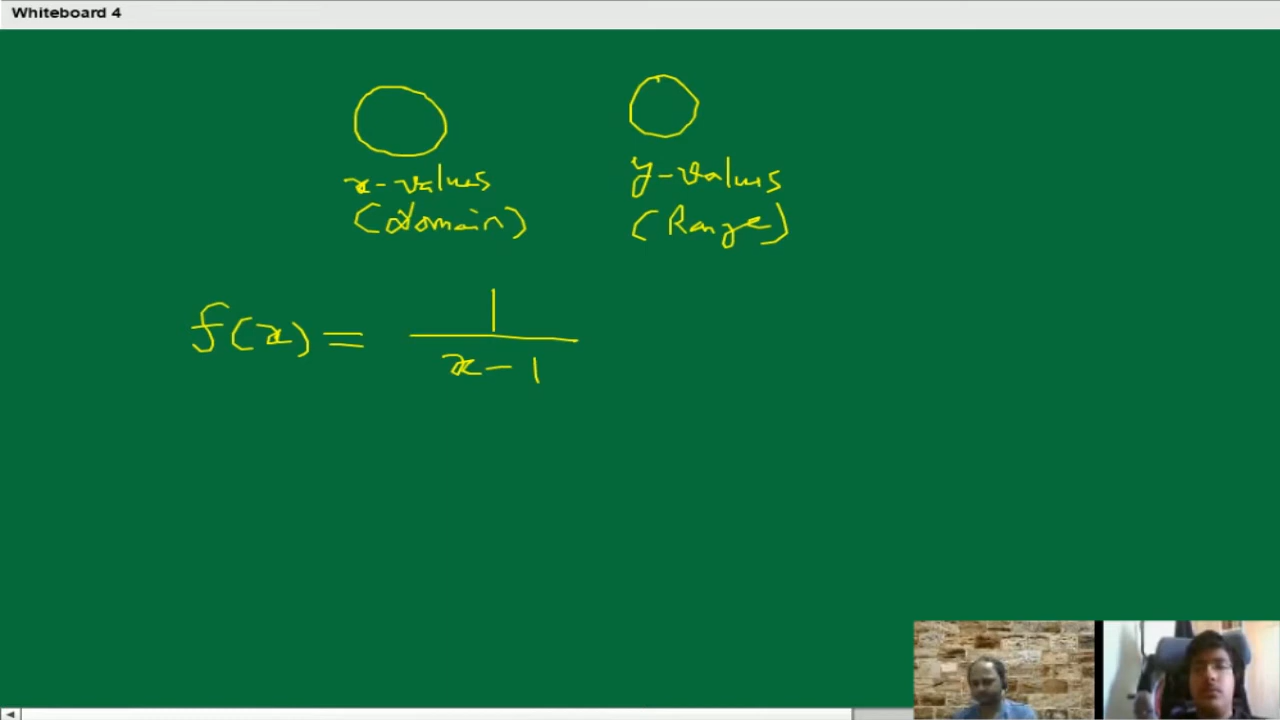 Whiteboard 4
x-values y-values
(domain) (Range)
f(x) = 1/(x-1)